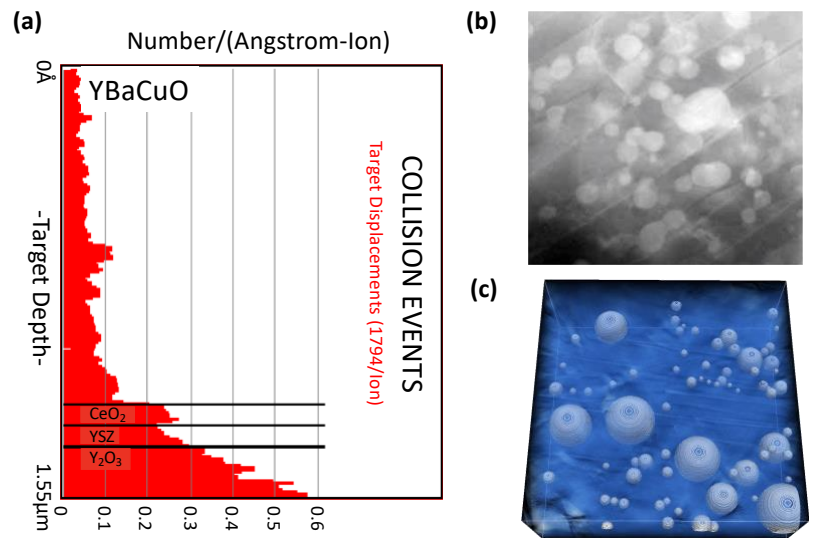 (a)
Number/(Angstrom-Ion)
0Å
YBaCuO
-Target Depth-
COLLISION EVENTS
Target Displacements (1794/Ion)
CeO₂
YSZ
Y₂O₃
1.55μm
0
0.1
0.2
0.3
0.4
0.5
0.6
(b)
(c)